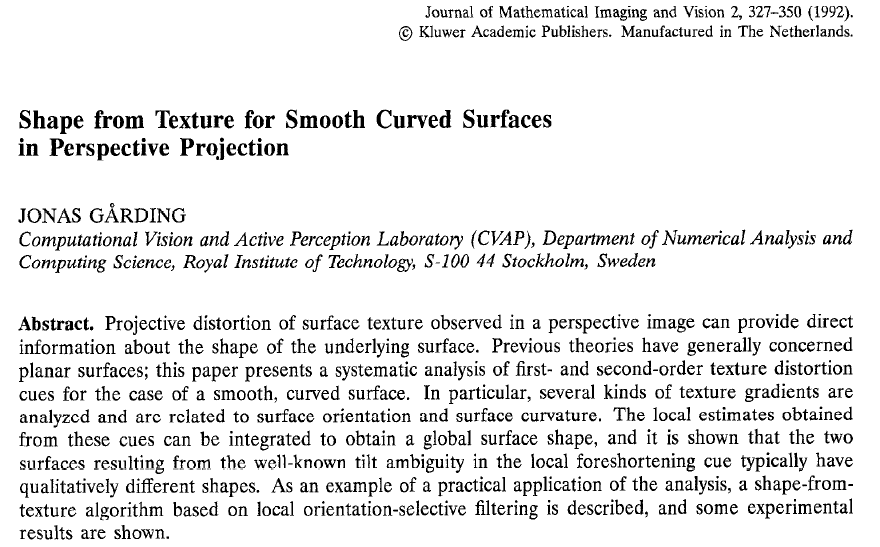 Journal of Mathematical Imaging and Vision 2, 327–350 (1992).
© Kluwer Academic Publishers. Manufactured in The Netherlands.
Shape from Texture for Smooth Curved Surfaces
in Perspective Projection
JONAS GÅRDING
Computational Vision and Active Perception Laboratory (CVAP), Department of Numerical Analysis and
Computing Science, Royal Institute of Technology, S-100 44 Stockholm, Sweden
Abstract. Projective distortion of surface texture observed in a perspective image can provide direct
information about the shape of the underlying surface. Previous theories have generally concerned
planar surfaces; this paper presents a systematic analysis of first- and second-order texture distortion
cues for the case of a smooth, curved surface. In particular, several kinds of texture gradients are
analyzed and are related to surface orientation and surface curvature. The local estimates obtained
from these cues can be integrated to obtain a global surface shape, and it is shown that the two
surfaces resulting from the well-known tilt ambiguity in the local foreshortening cue typically have
qualitatively different shapes. As an example of a practical application of the analysis, a shape-from-
texture algorithm based on local orientation-selective filtering is described, and some experimental
results are shown.